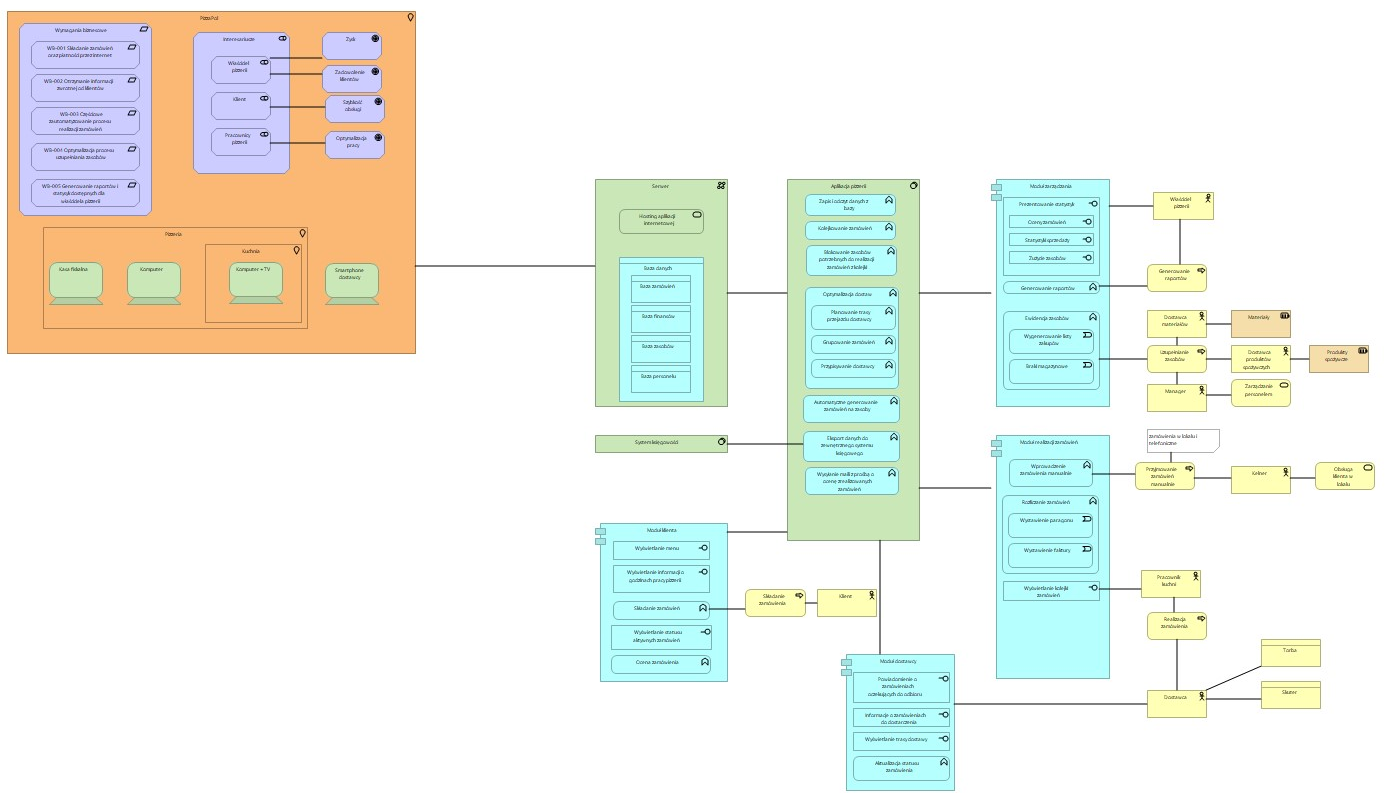 PizzaPol
Wymagania biznesowe
WB-001 Składanie zamówień
oraz płatności przez internet
WB-002 Otrzymanie informacji
zwrotnej od klientów
WB-003 Częściowe
zautomatyzowanie procesu
realizacji zamówień
WB-004 Optymalizacja procesu
uzupełniania zasobów
WB-005 Generowanie raportów i
statystyk dostępnych dla
właściciela pizzerii
Interesariusze
Właściciel
pizzerii
Klient
Pracownicy
pizzerii
Zysk
Zadowolenie
klientów
Szybkość
obsługi
Optymalizacja
pracy
Pizzeria
Kasa fiskalna
Komputer
Kuchnia
Komputer + TV
Smartphone
dostawcy
Serwer
Hosting aplikacji
internetowej
Baza danych
Baza zamówień
Baza finansów
Baza zasobów
Baza personelu
System księgowości
Aplikacja pizzerii
Zapis i odczyt danych z
bazy
Kolejkowanie zamówień
Blokowanie zasobów
potrzebnych do realizacji
zamówień z kolejki
Optymalizacja dostaw
Planowanie trasy
przejazdu dostawcy
Grupowanie zamówień
Przypisywanie dostawcy
Automatyczne generowanie
zamówień na zasoby
Eksport danych do
zewnętrznego systemu
księgowego
Wysyłanie maili z prośbą o
ocenę zrealizowanych
zamówień
Moduł klienta
Wyświetlanie menu
Wyświetlanie informacji o
godzinach pracy pizzerii
Składanie zamówień
Wyświetlanie statusu
aktywnych zamówień
Ocena zamówienia
Składanie
zamówienia
Klient
Moduł dostawcy
Powiadomienie o
zamówieniach
oczekujących do odbioru
Informacje o zamówieniach
do dostarczenia
Wyświetlanie trasy dostawy
Aktualizacja statusu
zamówienia
Moduł zarządzania
Prezentowanie statystyk
Oceny zamówień
Statystyki sprzedaży
Zużycie zasobów
Generowanie raportów
Ewidencja zasobów
Wygenerowanie listy
zakupów
Braki magazynowe
Właściciel
pizzerii
Generowanie
raportów
Dostawca
materiałów
Materiały
Uzupełnianie
zasobów
Dostawca
produktów
spożywczych
Produkty
spożywcze
Manager
Zarządzanie
personelem
Moduł realizacji zamówień
Wprowadzenie
zamówienia manualnie
Rozliczanie zamówień
Wystawienie paragonu
Wystawienie faktury
Wyświetlanie kolejki
zamówień
zamówienia w lokalu i
telefoniczne
Przyjmowanie
zamówień
manualnie
Kelner
Obsługa
klienta w
lokalu
Pracownik
kuchni
Realizacja
zamówienia
Dostawca
Torba
Skuter